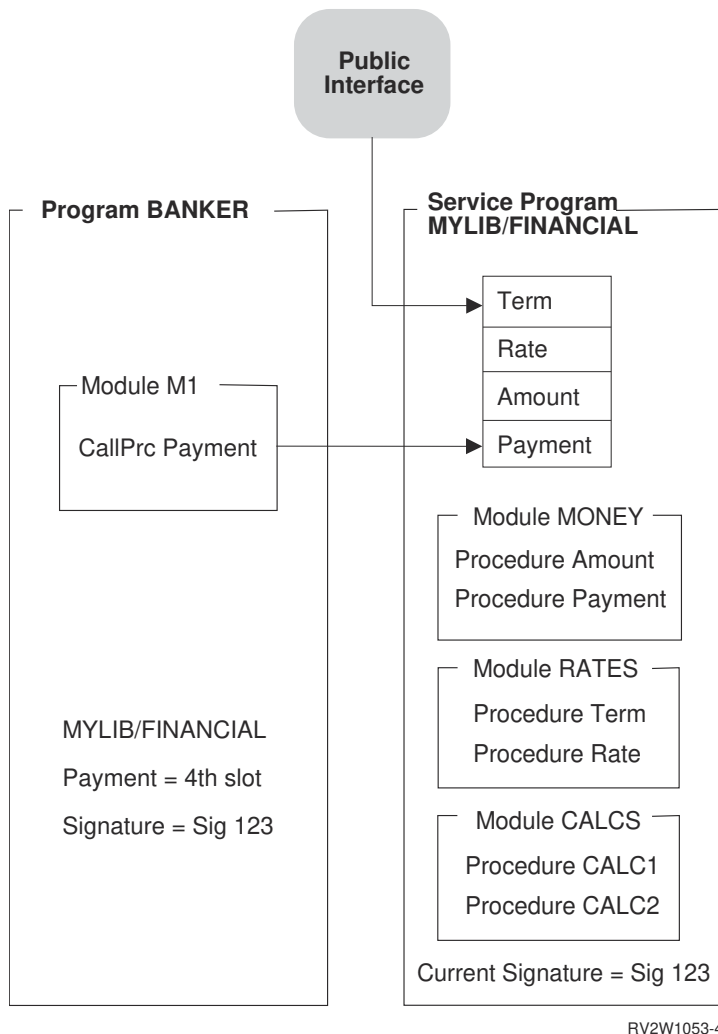 Public
Interface
Program BANKER
Module M1
CallPrc Payment
MYLIB/FINANCIAL
Payment = 4th slot
Signature = Sig 123
Service Program
MYLIB/FINANCIAL
Term
Rate
Amount
Payment
Module MONEY
Procedure Amount
Procedure Payment
Module RATES
Procedure Term
Procedure Rate
Module CALCS
Procedure CALC1
Procedure CALC2
Current Signature = Sig 123
RV2W1053-4